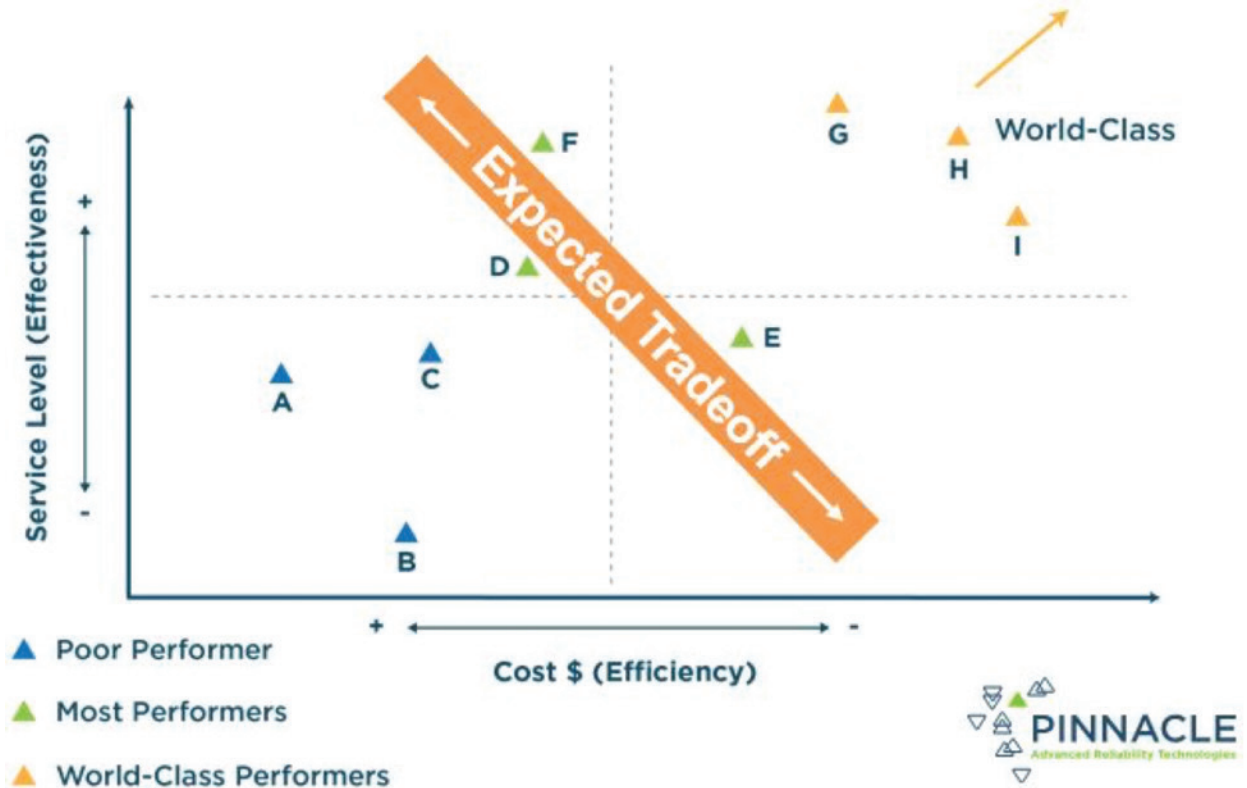 World-Class
G
H
I
F
D
E
A
C
B
Expected Tradeoff
Service Level (Effectiveness)
+
-
+
-
Cost $ (Efficiency)
Poor Performer
Most Performers
World-Class Performers
PINNACLE
Advanced Reliability Technologies